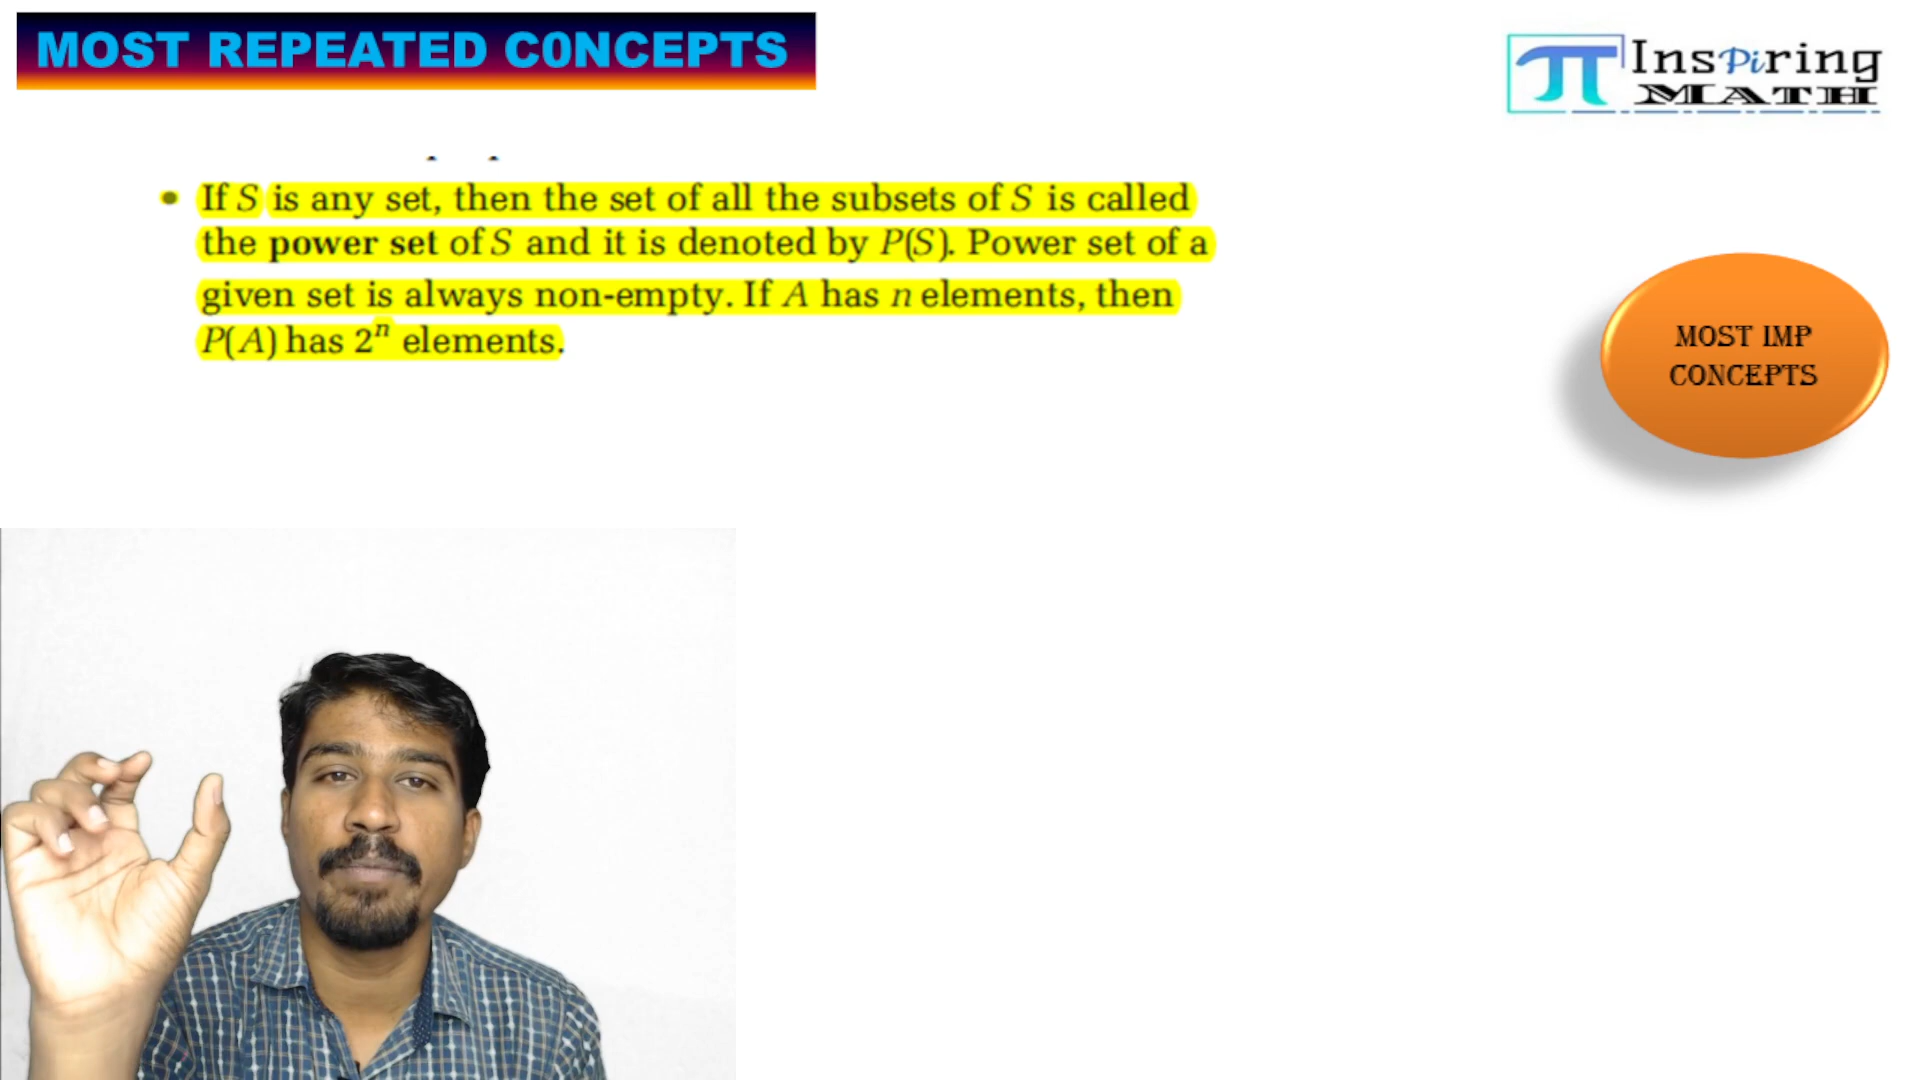 MOST REPEATED C0NCEPTS
InsPiring
MATH
• If S is any set, then the set of all the subsets of S is called
the power set of S and it is denoted by P(S). Power set of a
given set is always non-empty. If A has n elements, then
P(A) has 2ⁿ elements.
MOST IMP
CONCEPTS